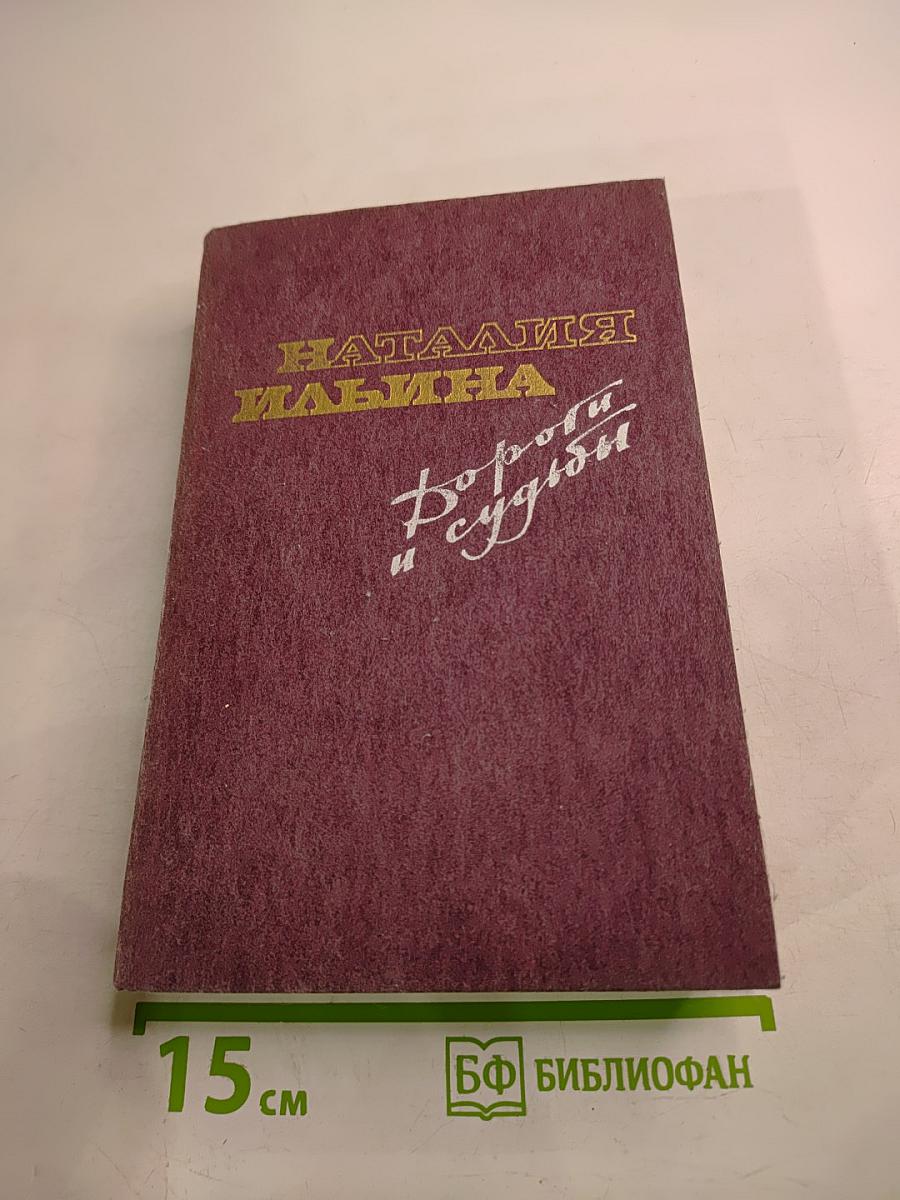 НАТАЛИЯ
ИЛЬИНА
Дороги
и судьбы
15 см
БФ БИБЛИОФАН